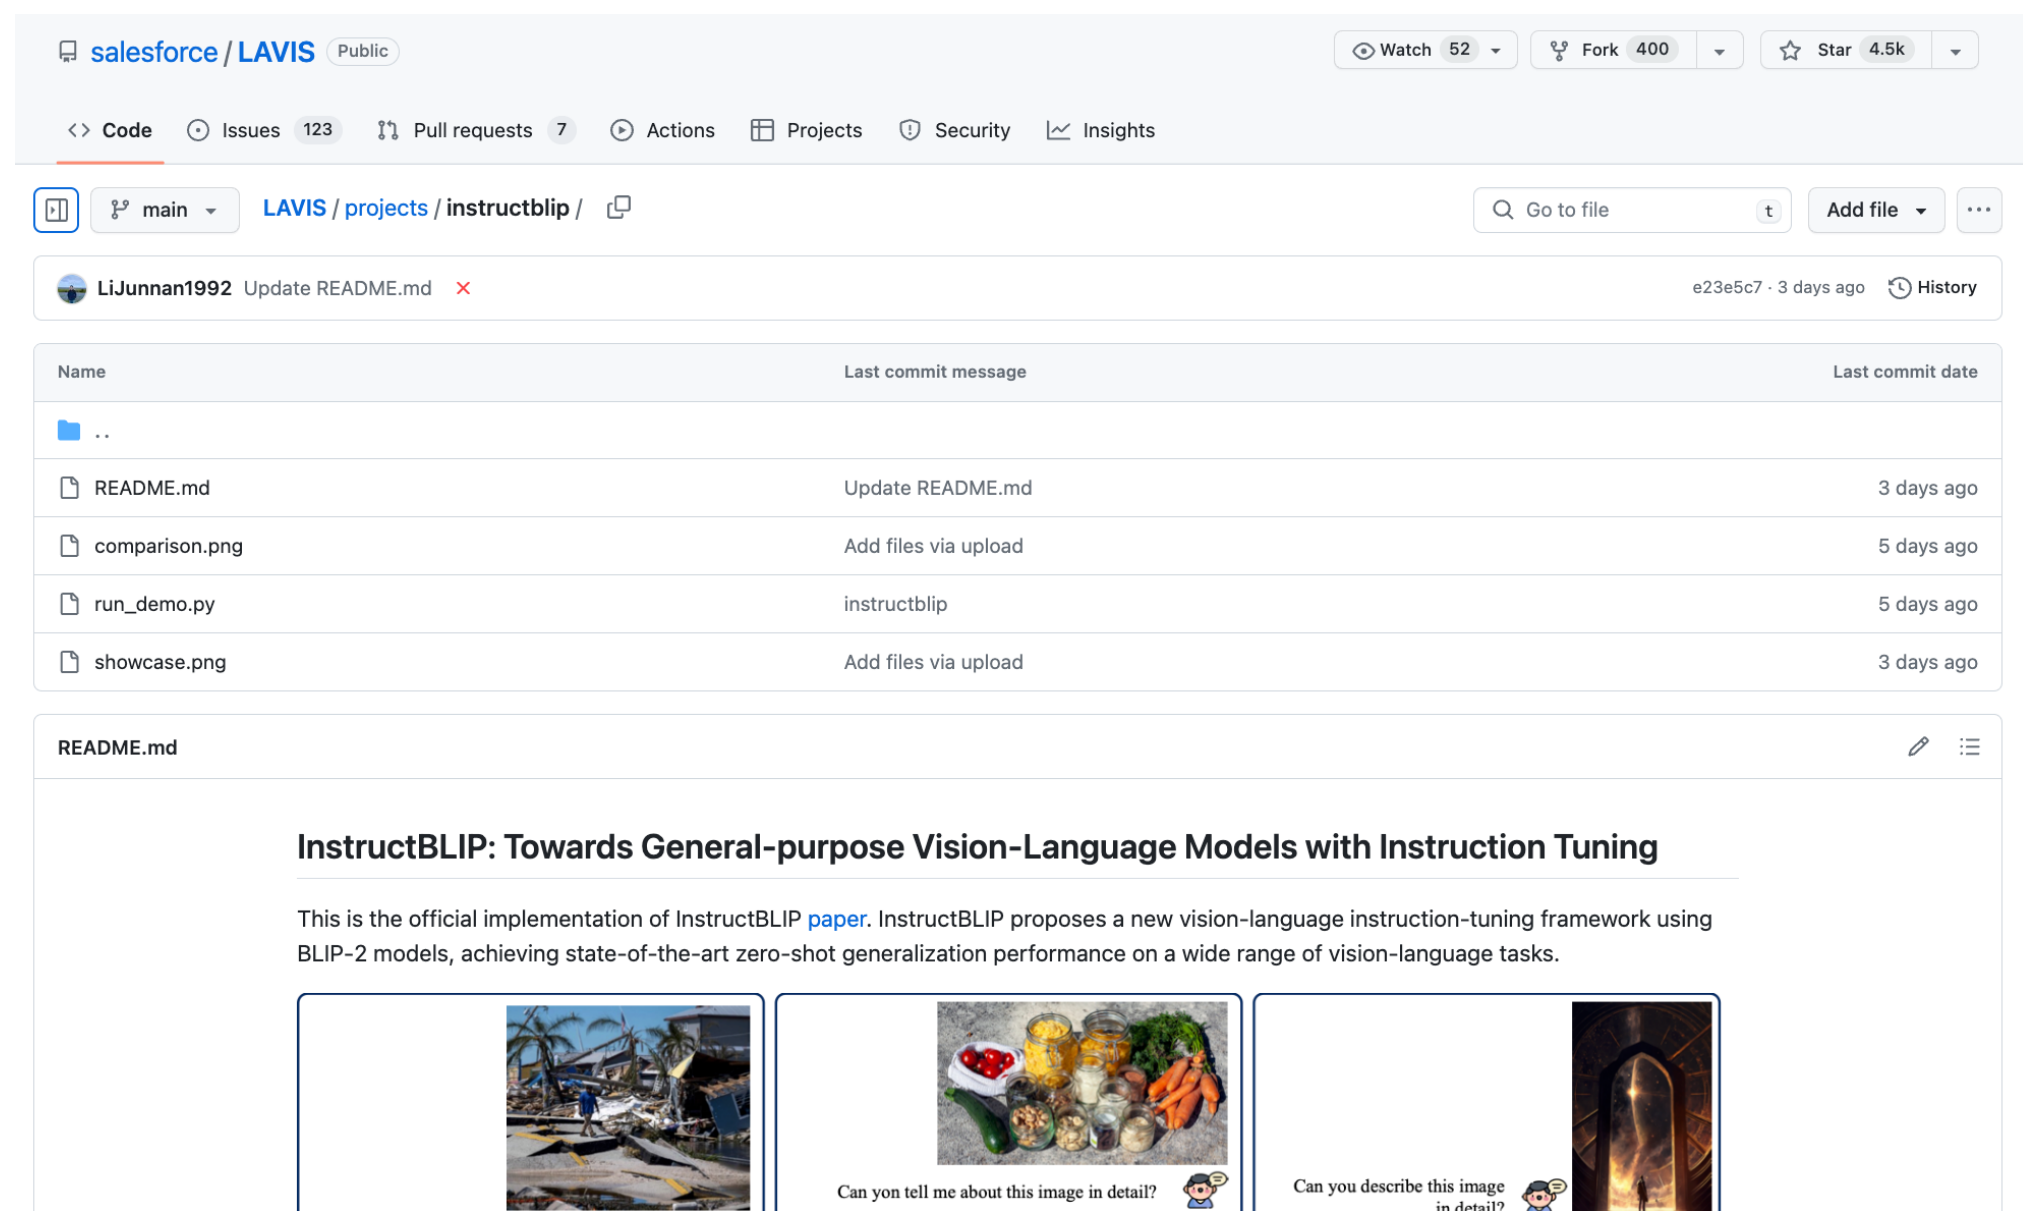 salesforce / LAVIS Public
Watch 52
Fork 400
Star 4.5k
Code
Issues 123
Pull requests 7
Actions
Projects
Security
Insights
main
LAVIS / projects / instructblip /
Go to file t
Add file
LiJunnan1992 Update README.md
e23e5c7 · 3 days ago
History
Name Last commit message Last commit date
..
README.md Update README.md 3 days ago
comparison.png Add files via upload 5 days ago
run_demo.py instructblip 5 days ago
showcase.png Add files via upload 3 days ago
README.md
InstructBLIP: Towards General-purpose Vision-Language Models with Instruction Tuning
This is the official implementation of InstructBLIP paper. InstructBLIP proposes a new vision-language instruction-tuning framework using
BLIP-2 models, achieving state-of-the-art zero-shot generalization performance on a wide range of vision-language tasks.
Can yon tell me about this image in detail?
Can you describe this image
in detail?